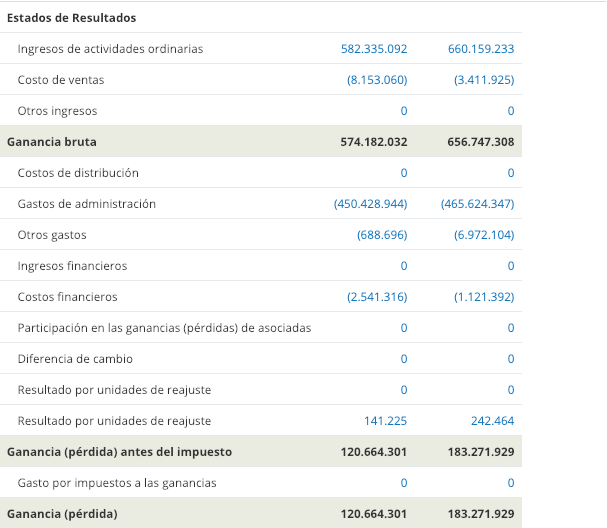 Estados de Resultados
Ingresos de actividades ordinarias 582.335.092 660.159.233
Costo de ventas (8.153.060) (3.411.925)
Otros ingresos 0 0
Ganancia bruta 574.182.032 656.747.308
Costos de distribución 0 0
Gastos de administración (450.428.944) (465.624.347)
Otros gastos (688.696) (6.972.104)
Ingresos financieros 0 0
Costos financieros (2.541.316) (1.121.392)
Participación en las ganancias (pérdidas) de asociadas 0 0
Diferencia de cambio 0 0
Resultado por unidades de reajuste 0 0
Resultado por unidades de reajuste 141.225 242.464
Ganancia (pérdida) antes del impuesto 120.664.301 183.271.929
Gasto por impuestos a las ganancias 0 0
Ganancia (pérdida) 120.664.301 183.271.929